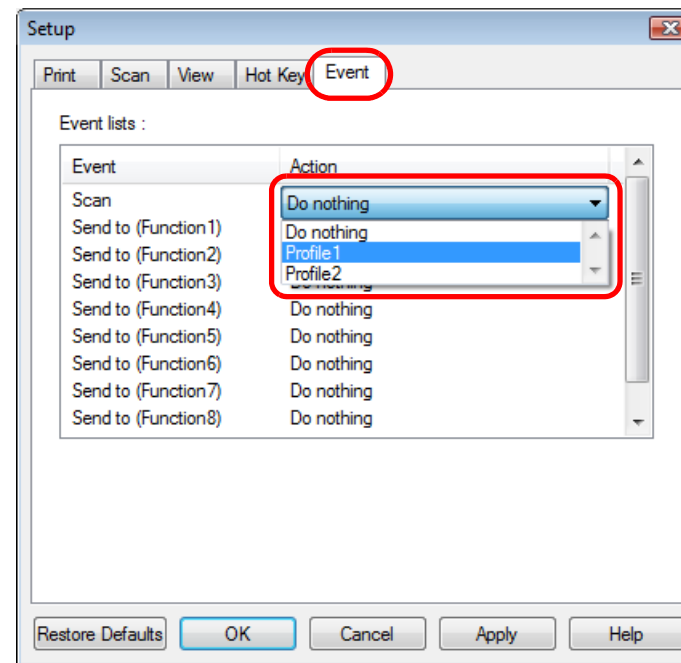 Setup
Print Scan View Hot Key Event
Event lists :
Event Action
Scan Do nothing
Send to (Function1) Do nothing
Send to (Function2) Profile1
Send to (Function3) Profile2
Send to (Function4) Do nothing
Send to (Function5) Do nothing
Send to (Function6) Do nothing
Send to (Function7) Do nothing
Send to (Function8) Do nothing
Restore Defaults OK Cancel Apply Help